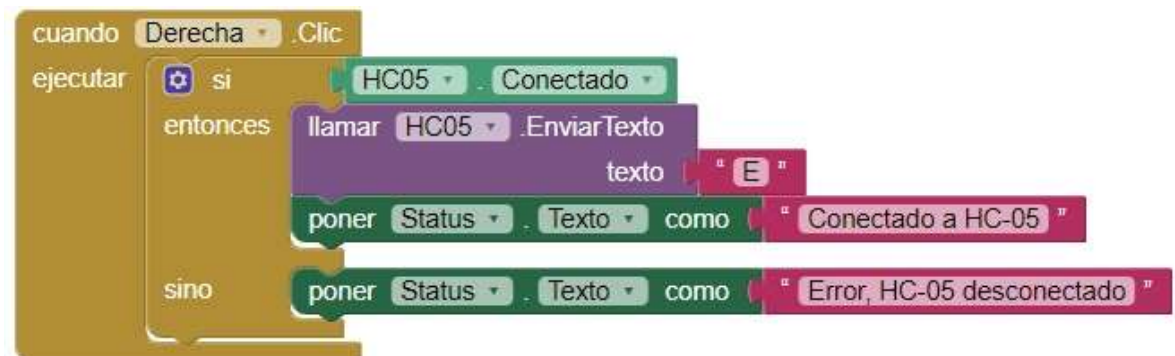 cuando Derecha .Clic
ejecutar si HC05 . Conectado
entonces llamar HC05 .EnviarTexto
texto " E "
poner Status . Texto como " Conectado a HC-05 "
sino poner Status . Texto como " Error, HC-05 desconectado "